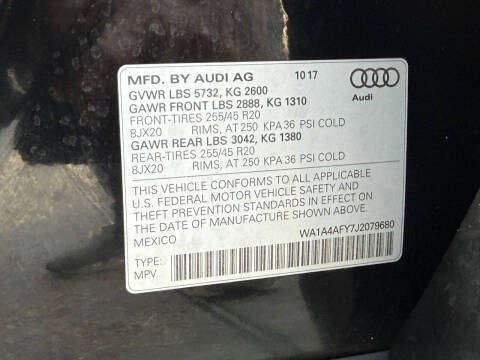 MFD. BY AUDI AG 10 17
GVWR LBS 5732, KG 2600
GAWR FRONT LBS 2888, KG 1310
FRONT-TIRES 255/45 R20
8JX20 RIMS, AT 250 KPA 36 PSI COLD
GAWR REAR LBS 3042, KG 1380
REAR-TIRES 255/45 R20
8JX20 RIMS, AT 250 KPA 36 PSI COLD
Audi
THIS VEHICLE CONFORMS TO ALL APPLICABLE
U.S. FEDERAL MOTOR VEHICLE SAFETY AND
THEFT PREVENTION STANDARDS IN EFFECT ON
THE DATE OF MANUFACTURE SHOWN ABOVE.
MEXICO
WA1A4AFY7J2079680
TYPE:
MPV